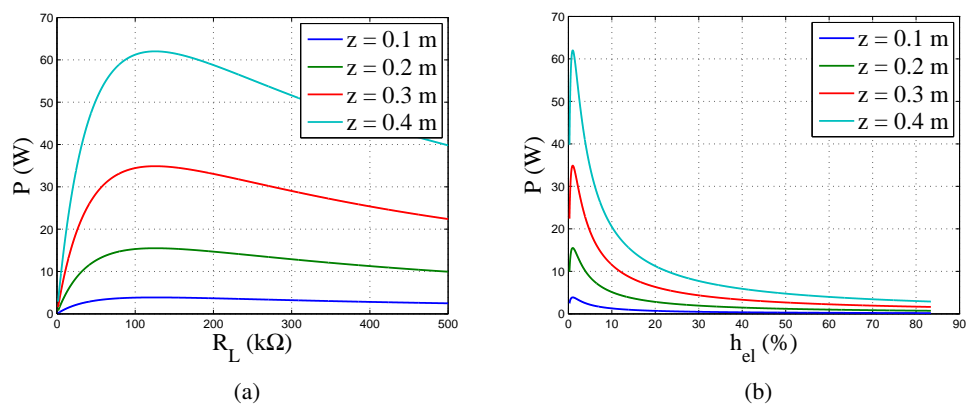 70
60
50
40
30
20
10
0
P (W)
0 100 200 300 400 500
R_L (kΩ)
z = 0.1 m
z = 0.2 m
z = 0.3 m
z = 0.4 m
(a)
70
60
50
40
30
20
10
0
P (W)
0 10 20 30 40 50 60 70 80 90
h_el (%)
z = 0.1 m
z = 0.2 m
z = 0.3 m
z = 0.4 m
(b)